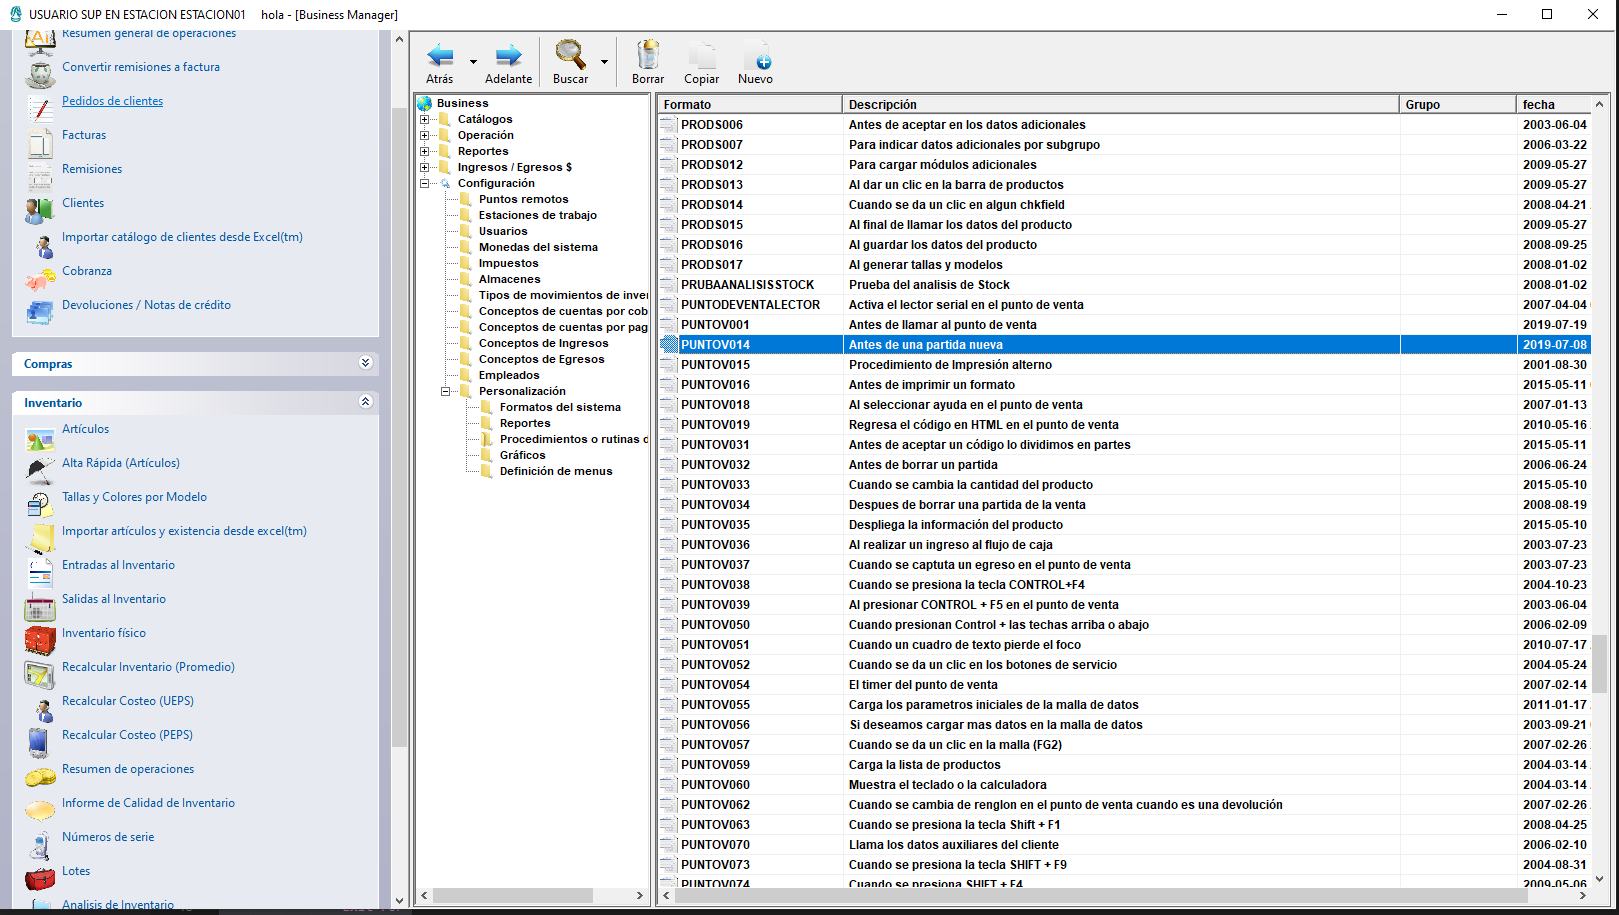 USUARIO SUP EN ESTACION ESTACION01 hola - [Business Manager]
Resumen general de operaciones
Convertir remisiones a factura
Pedidos de clientes
Facturas
Remisiones
Clientes
Importar catálogo de clientes desde Excel(tm)
Cobranza
Devoluciones / Notas de crédito
Compras
Inventario
Artículos
Alta Rápida (Artículos)
Tallas y Colores por Modelo
Importar artículos y existencia desde excel(tm)
Entradas al Inventario
Salidas al Inventario
Inventario físico
Recalcular Inventario (Promedio)
Recalcular Costeo (UEPS)
Recalcular Costeo (PEPS)
Resumen de operaciones
Informe de Calidad de Inventario
Números de serie
Lotes
Analisis de Inventario
Atrás Adelante Buscar Borrar Copiar Nuevo
Business
Catálogos
Operación
Reportes
Ingresos / Egresos $
Configuración
Puntos remotos
Estaciones de trabajo
Usuarios
Monedas del sistema
Impuestos
Almacenes
Tipos de movimientos de inver
Conceptos de cuentas por cob
Conceptos de cuentas por pag
Conceptos de Ingresos
Conceptos de Egresos
Empleados
Personalización
Formatos del sistema
Reportes
Procedimientos o rutinas d
Gráficos
Definición de menus
Formato Descripción Grupo fecha
PRODS006 Antes de aceptar en los datos adicionales 2003-06-04
PRODS007 Para indicar datos adicionales por subgrupo 2006-03-22
PRODS012 Para cargar módulos adicionales 2009-05-27
PRODS013 Al dar un clic en la barra de productos 2009-05-27
PRODS014 Cuando se da un clic en algun chkfield 2008-04-21
PRODS015 Al final de llamar los datos del producto 2009-05-27
PRODS016 Al guardar los datos del producto 2008-09-25
PRODS017 Al generar tallas y modelos 2008-01-02
PRUBAANALISISSTOCK Prueba del analisis de Stock 2008-01-02
PUNTODEVENTALECTOR Activa el lector serial en el punto de venta 2007-04-04
PUNTOV001 Antes de llamar al punto de venta 2019-07-19
PUNTOV014 Antes de una partida nueva 2019-07-08
PUNTOV015 Procedimiento de Impresión alterno 2001-08-30
PUNTOV016 Antes de imprimir un formato 2015-05-11
PUNTOV018 Al seleccionar ayuda en el punto de venta 2007-01-13
PUNTOV019 Regresa el código en HTML en el punto de venta 2010-05-16
PUNTOV031 Antes de aceptar un código lo dividimos en partes 2015-05-11
PUNTOV032 Antes de borrar un partida 2006-06-24
PUNTOV033 Cuando se cambia la cantidad del producto 2015-05-10
PUNTOV034 Despues de borrar una partida de la venta 2008-08-19
PUNTOV035 Despliega la información del producto 2015-05-10
PUNTOV036 Al realizar un ingreso al flujo de caja 2003-07-23
PUNTOV037 Cuando se captuta un egreso en el punto de venta 2003-07-23
PUNTOV038 Cuando se presiona la tecla CONTROL+F4 2004-10-23
PUNTOV039 Al presionar CONTROL + F5 en el punto de venta 2003-06-04
PUNTOV050 Cuando presionan Control + las techas arriba o abajo 2006-02-09
PUNTOV051 Cuando un cuadro de texto pierde el foco 2010-07-17
PUNTOV052 Cuando se da un clic en los botones de servicio 2004-05-24
PUNTOV054 El timer del punto de venta 2007-02-14
PUNTOV055 Carga los parametros iniciales de la malla de datos 2011-01-17
PUNTOV056 Si deseamos cargar mas datos en la malla de datos 2003-09-21
PUNTOV057 Cuando se da un clic en la malla (FG2) 2007-02-26
PUNTOV059 Carga la lista de productos 2004-03-14
PUNTOV060 Muestra el teclado o la calculadora 2004-03-14
PUNTOV062 Cuando se cambia de renglon en el punto de venta cuando es una devolución 2007-02-26
PUNTOV063 Cuando se presiona la tecla Shift + F1 2008-04-25
PUNTOV070 Llama los datos auxiliares del cliente 2006-02-10
PUNTOV073 Cuando se presiona la tecla SHIFT + F9 2004-08-31
PUNTOV074 Cuando se presiona SHIFT + F4 2009-05-06